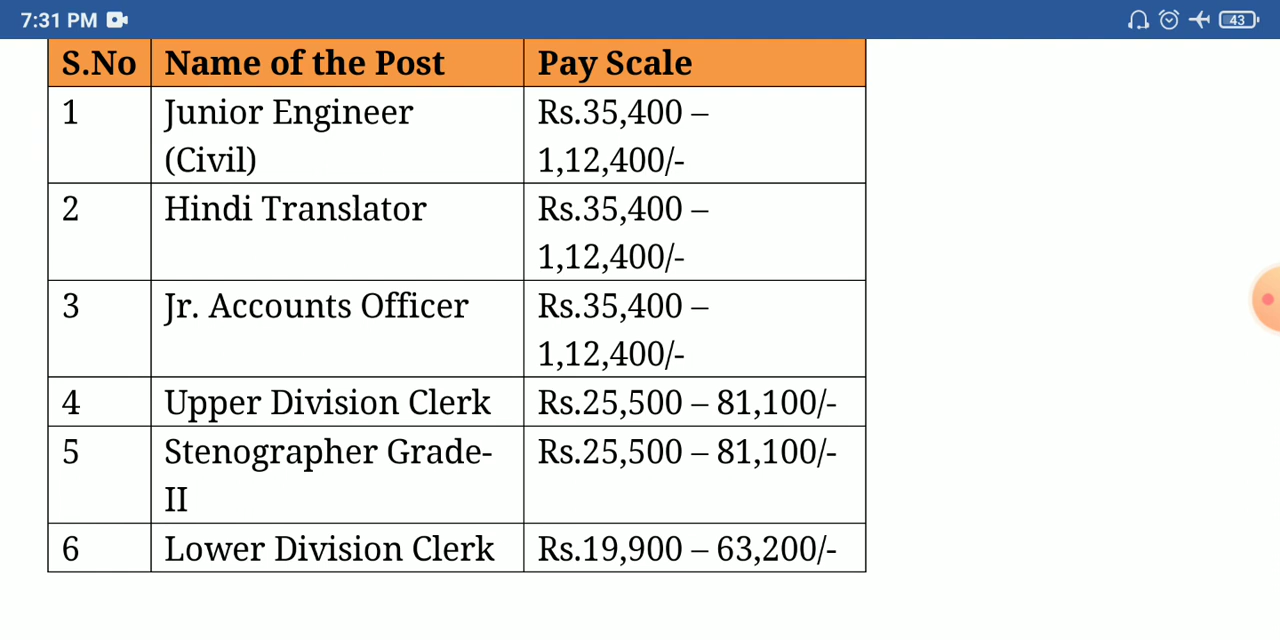 7:31 PM
43
S.No Name of the Post Pay Scale
1 Junior Engineer Rs.35,400 –
(Civil) 1,12,400/-
2 Hindi Translator Rs.35,400 –
1,12,400/-
3 Jr. Accounts Officer Rs.35,400 –
1,12,400/-
4 Upper Division Clerk Rs.25,500 – 81,100/-
5 Stenographer Grade- Rs.25,500 – 81,100/-
II
6 Lower Division Clerk Rs.19,900 – 63,200/-